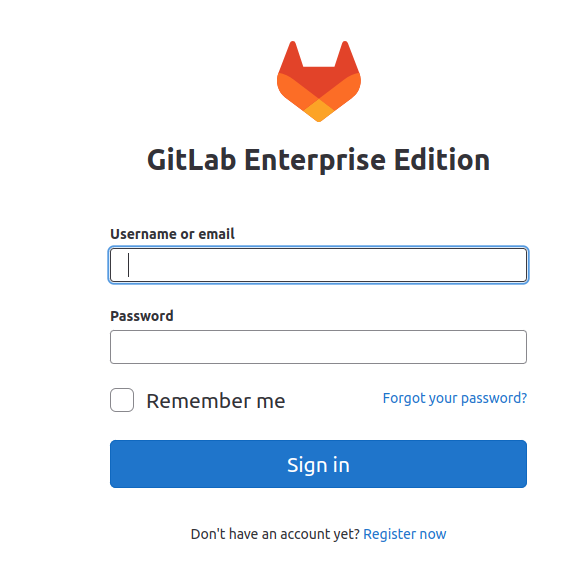 GitLab Enterprise Edition
Username or email
Password
Remember me
Forgot your password?
Sign in
Don't have an account yet? Register now